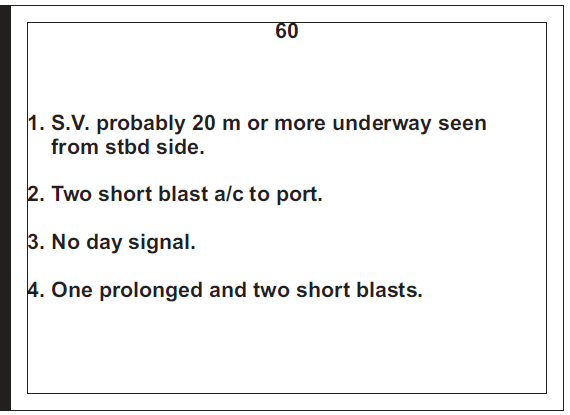 60
1. S.V. probably 20 m or more underway seen
from stbd side.
2. Two short blast a/c to port.
3. No day signal.
4. One prolonged and two short blasts.